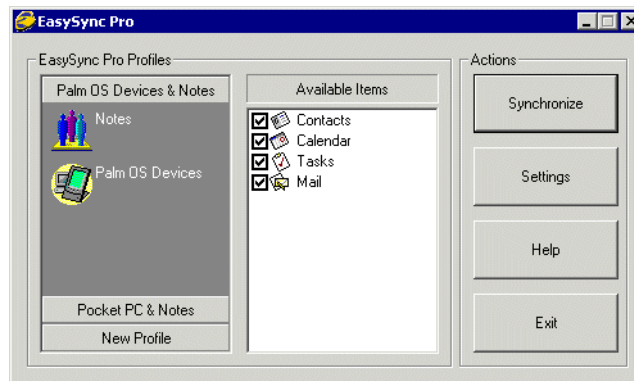 EasySync Pro
EasySync Pro Profiles
Palm OS Devices & Notes
Notes
Palm OS Devices
Pocket PC & Notes
New Profile
Available Items
Contacts
Calendar
Tasks
Mail
Actions
Synchronize
Settings
Help
Exit